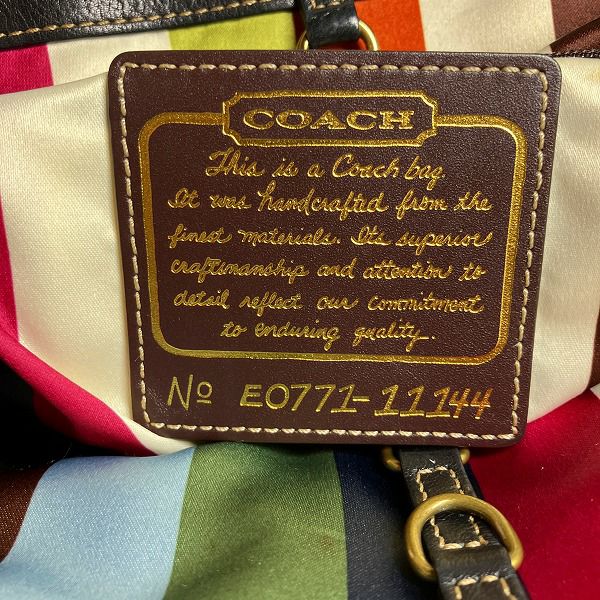 COACH
This is a Coach bag.
It was handcrafted from the
finest materials. Its superior
craftsmanship and attention to
detail reflect our commitment
to enduring quality.
No E0771-11144